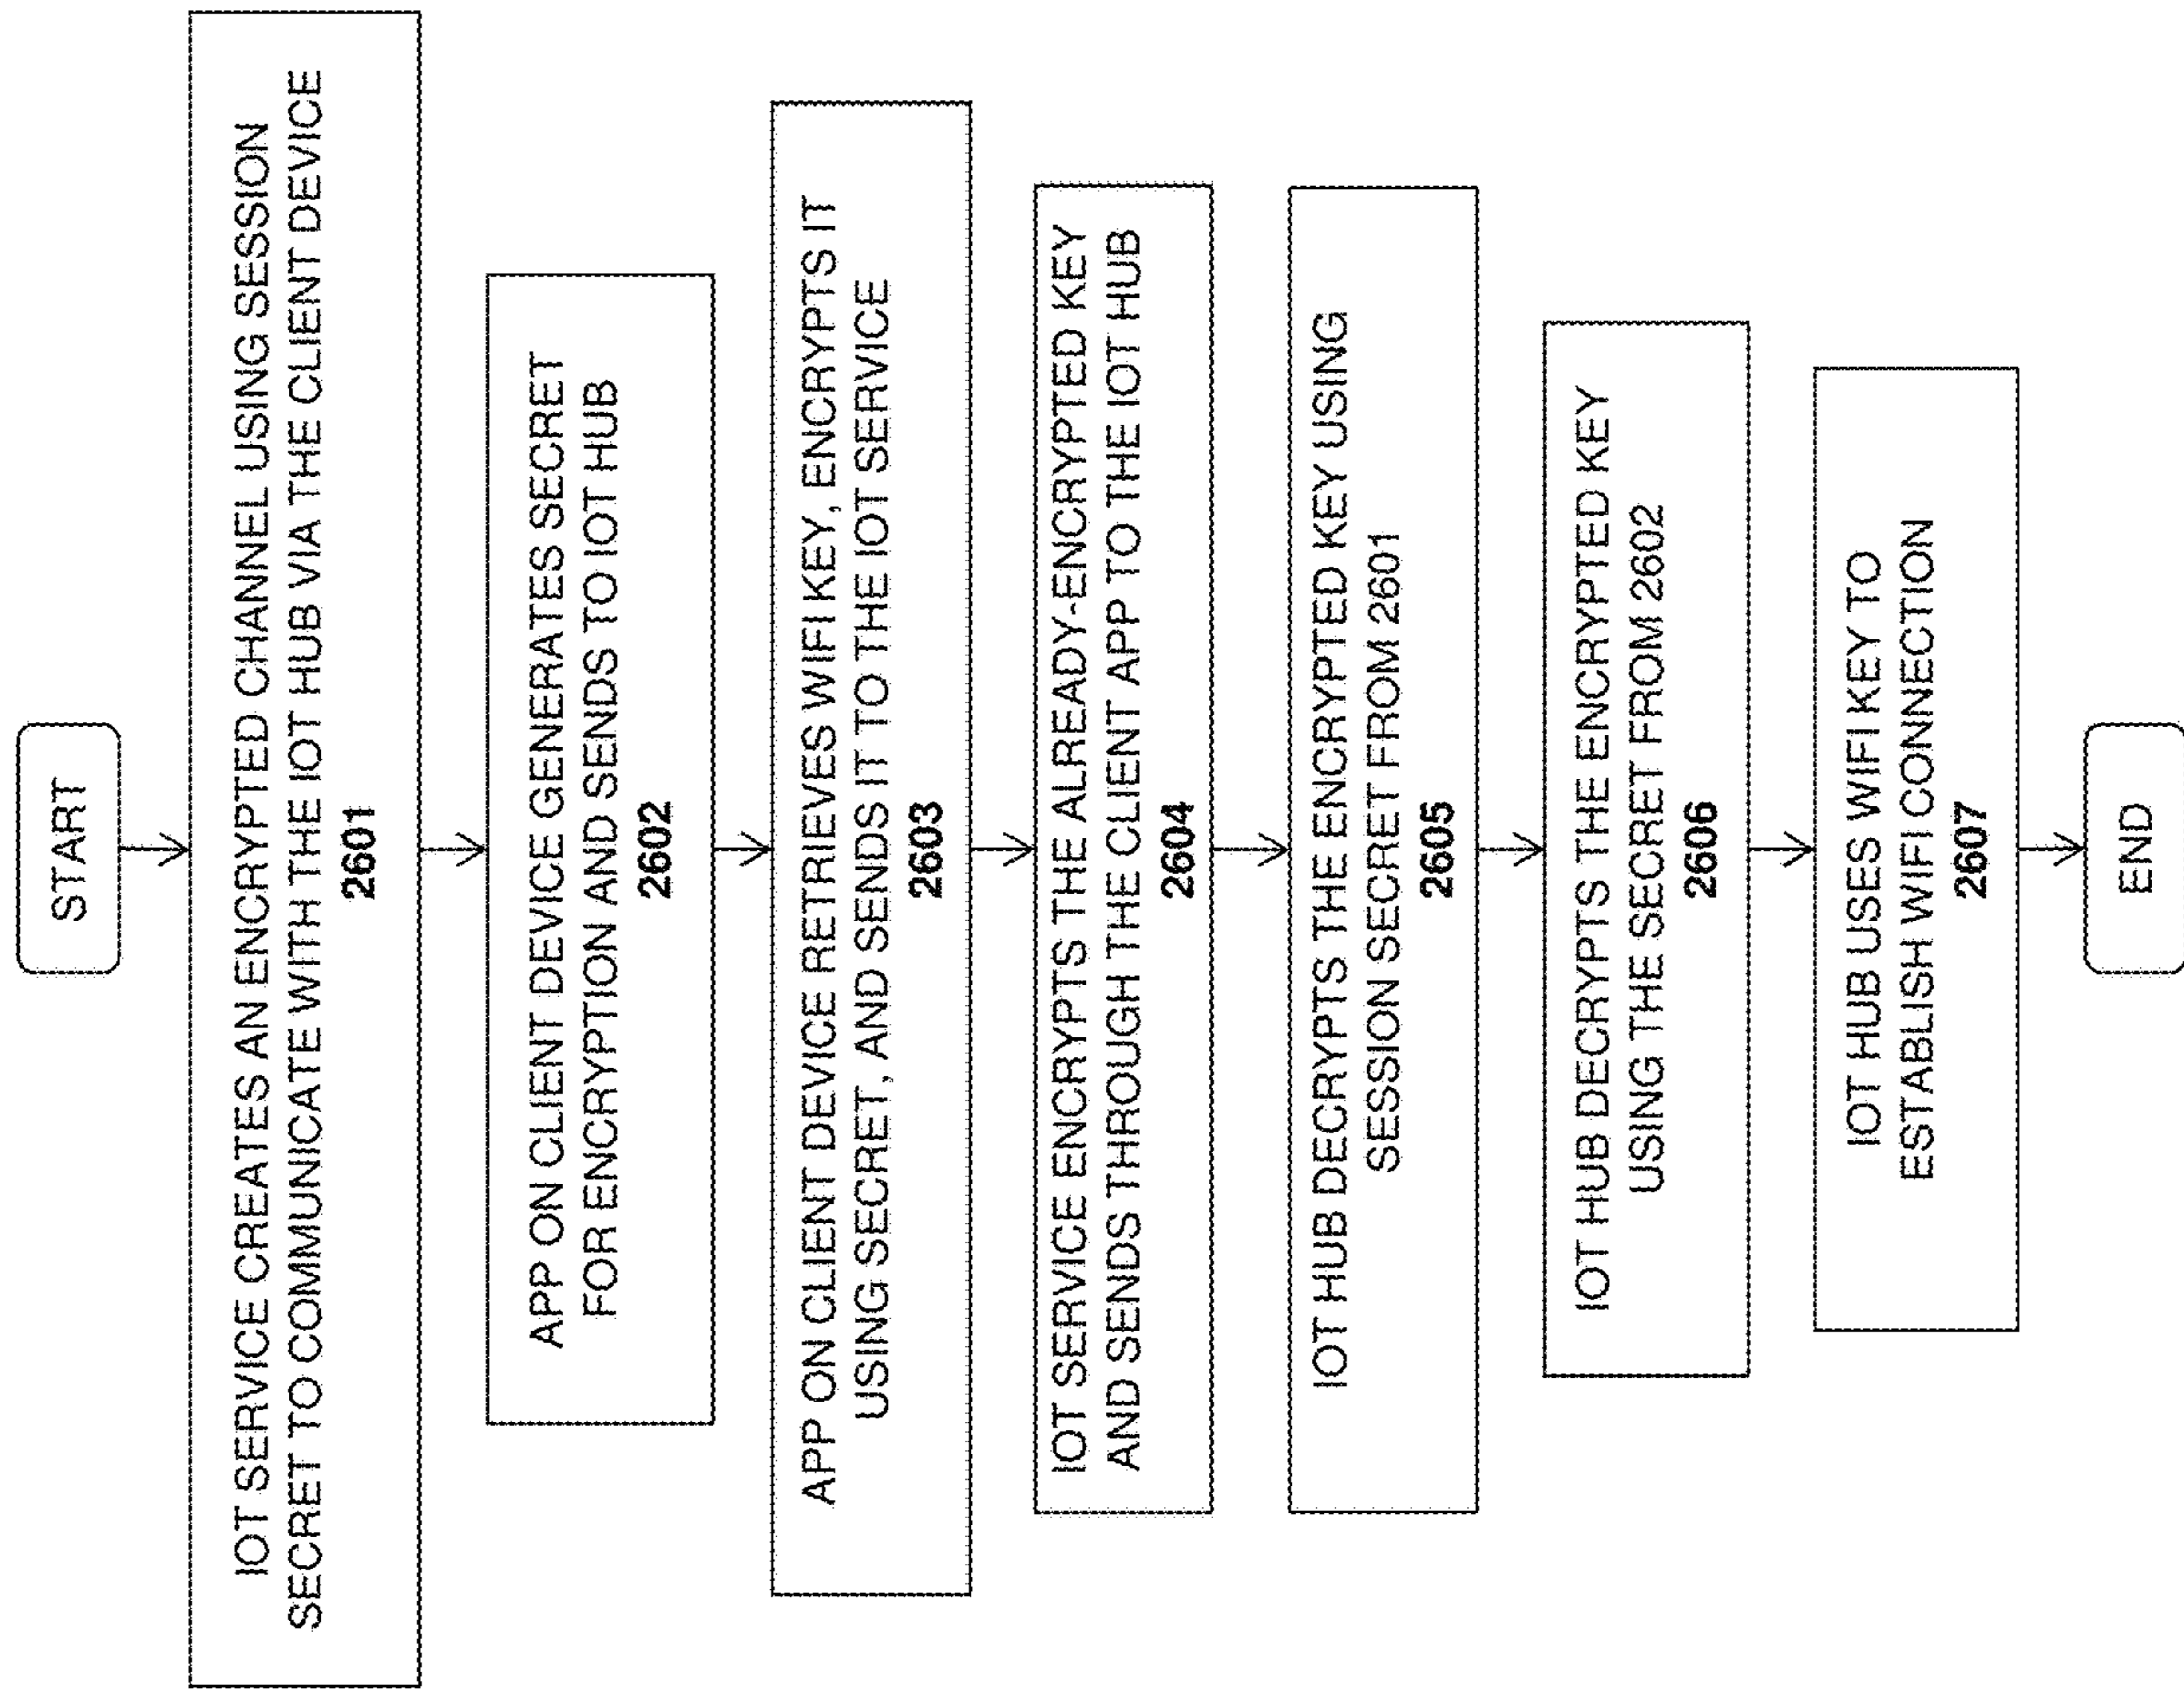 START
IOT SERVICE CREATES AN ENCRYPTED CHANNEL USING SESSION
SECRET TO COMMUNICATE WITH THE IOT HUB VIA THE CLIENT DEVICE
2601
APP ON CLIENT DEVICE GENERATES SECRET
FOR ENCRYPTION AND SENDS TO IOT HUB
2602
APP ON CLIENT DEVICE RETRIEVES WIFI KEY, ENCRYPTS IT
USING SECRET, AND SENDS IT TO THE IOT SERVICE
2603
IOT SERVICE ENCRYPTS THE ALREADY-ENCRYPTED KEY
AND SENDS THROUGH THE CLIENT APP TO THE IOT HUB
2604
IOT HUB DECRYPTS THE ENCRYPTED KEY USING
SESSION SECRET FROM 2601
2605
IOT HUB DECRYPTS THE ENCRYPTED KEY
USING THE SECRET FROM 2602
2606
IOT HUB USES WIFI KEY TO
ESTABLISH WIFI CONNECTION
2607
END